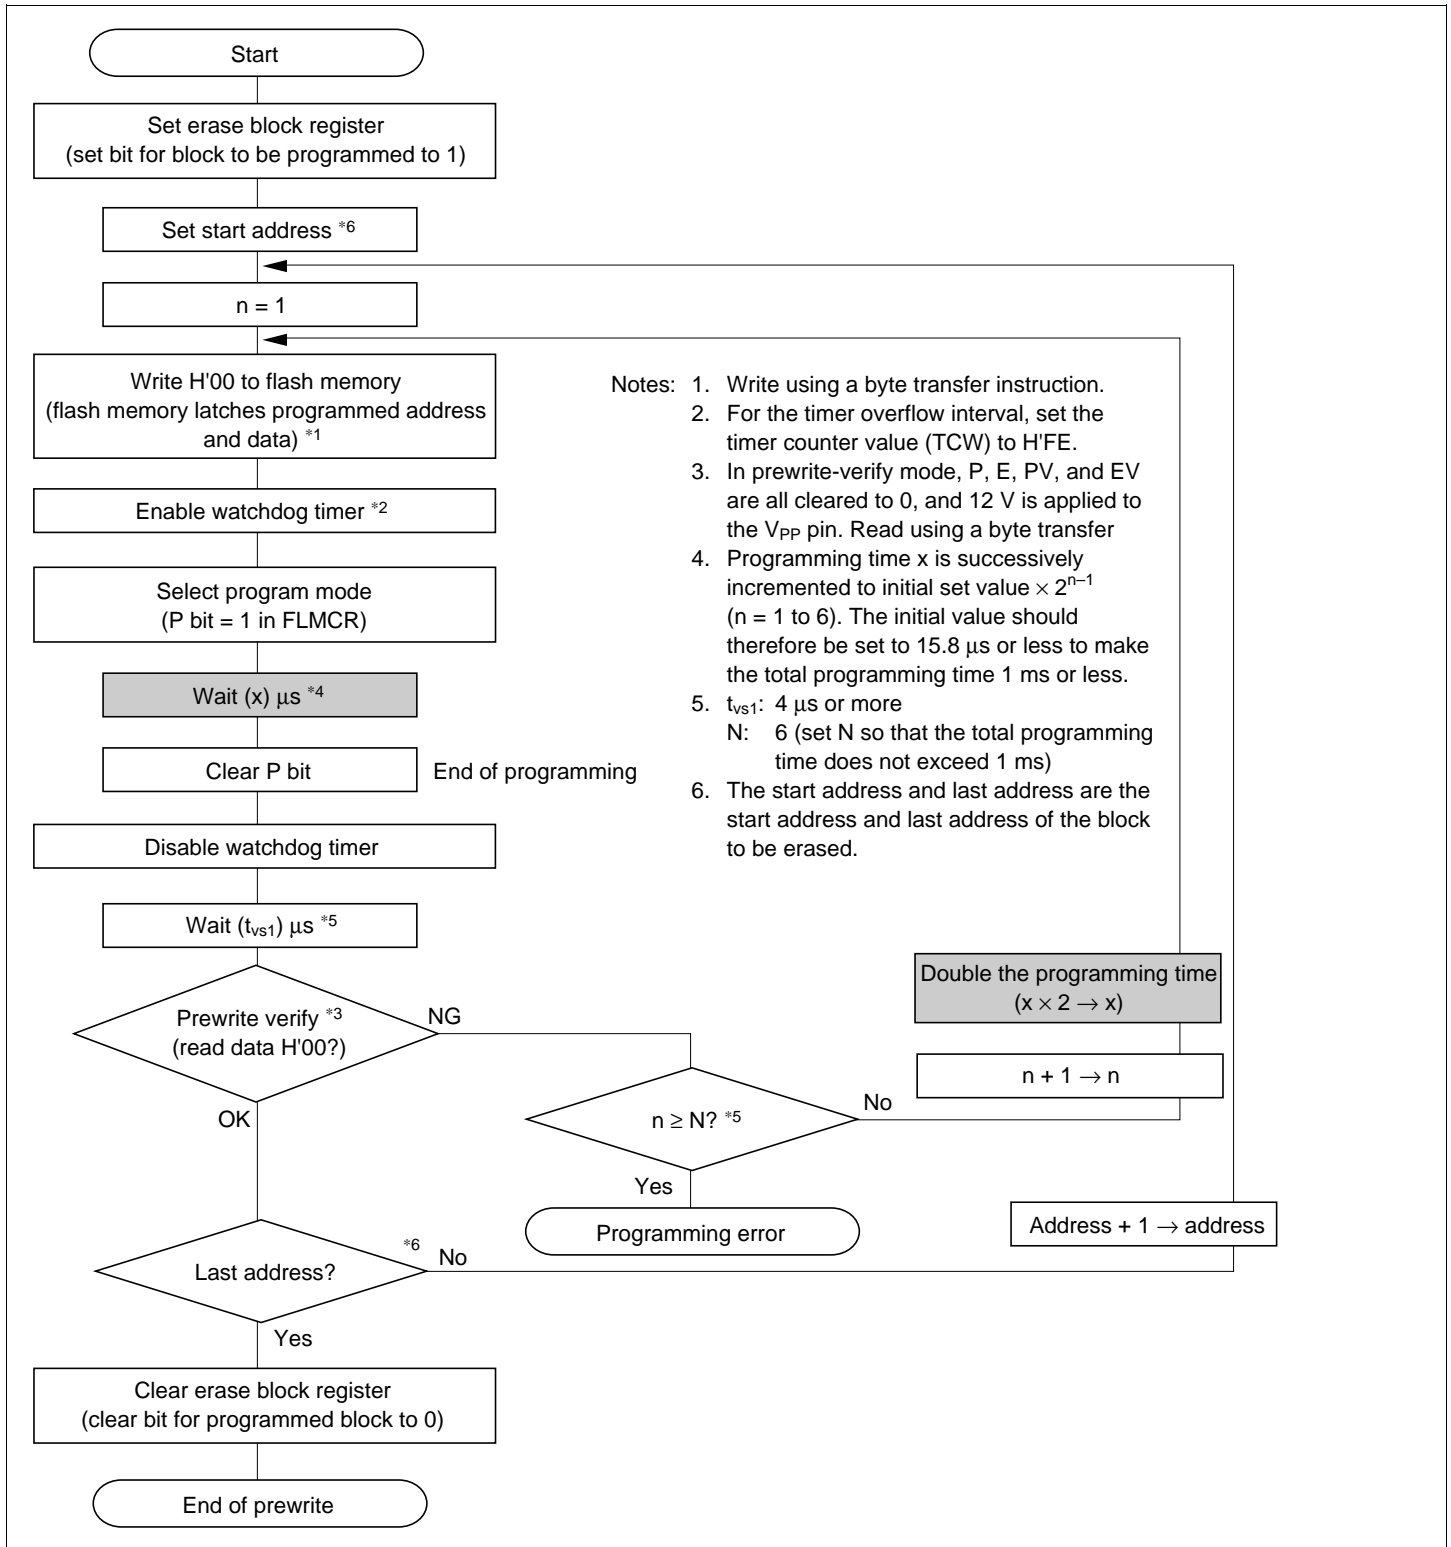 Start
Set erase block register
(set bit for block to be programmed to 1)
Set start address *6
n = 1
Write H'00 to flash memory
(flash memory latches programmed address
and data) *1
Enable watchdog timer *2
Select program mode
(P bit = 1 in FLMCR)
Wait (x) μs *4
Clear P bit
End of programming
Disable watchdog timer
Wait (tvs1) μs *5
Prewrite verify *3
(read data H'00?)
NG
OK
n ≥ N? *5
No
Yes
Programming error
n + 1 → n
Double the programming time
(x × 2 → x)
Last address?
*6
No
Address + 1 → address
Yes
Clear erase block register
(clear bit for programmed block to 0)
End of prewrite
Notes: 1. Write using a byte transfer instruction.
2. For the timer overflow interval, set the
timer counter value (TCW) to H'FE.
3. In prewrite-verify mode, P, E, PV, and EV
are all cleared to 0, and 12 V is applied to
the VPP pin. Read using a byte transfer
4. Programming time x is successively
incremented to initial set value × 2n–1
(n = 1 to 6). The initial value should
therefore be set to 15.8 μs or less to make
the total programming time 1 ms or less.
5. tvs1: 4 μs or more
N: 6 (set N so that the total programming
time does not exceed 1 ms)
6. The start address and last address are the
start address and last address of the block
to be erased.